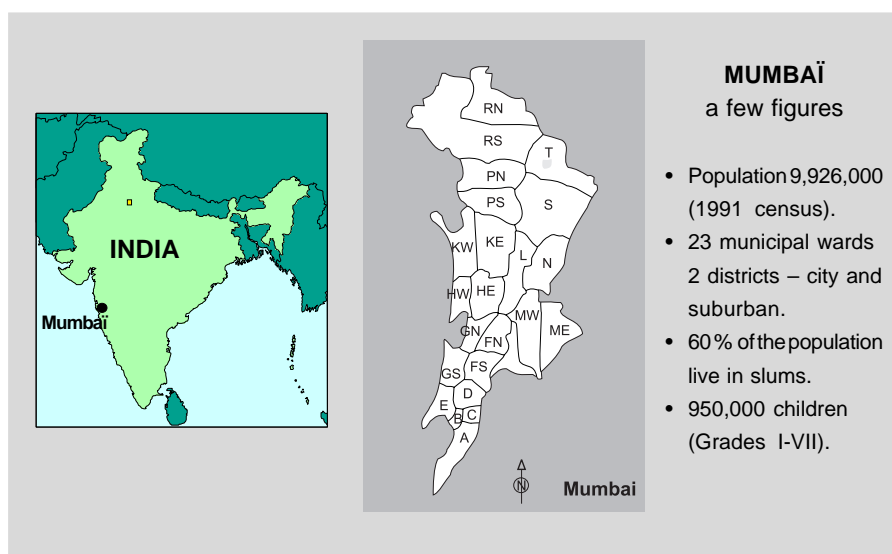 INDIA
Mumbaï
RN
RS
T
PN
PS
S
KW
KE
L
N
HW
HE
MW
ME
GN
FN
GS
FS
D
E
B
C
A
N
Mumbai
MUMBAÏ
a few figures
• Population 9,926,000
(1991 census).
• 23 municipal wards
2 districts – city and
suburban.
• 60 % of the population
live in slums.
• 950,000 children
(Grades I-VII).